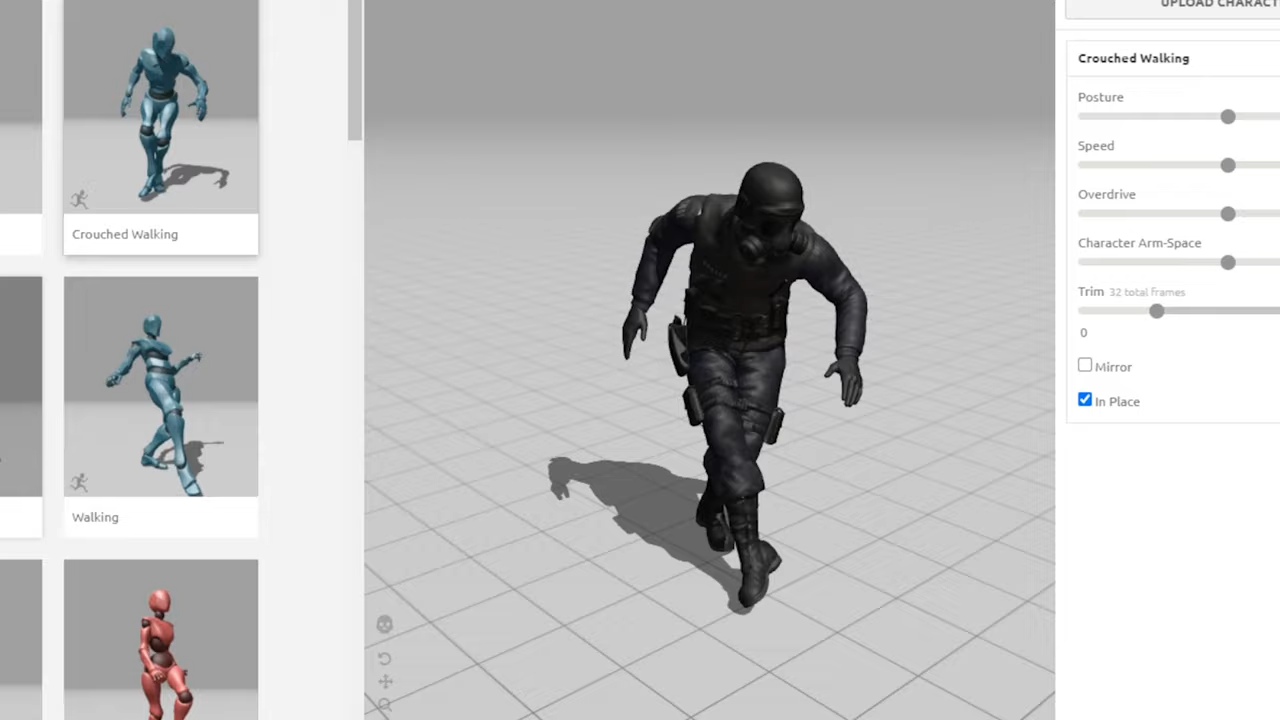 UPLOAD CHARACT
Crouched Walking
Posture
Speed
Overdrive
Character Arm-Space
Trim 32 total frames
0
Mirror
In Place
Crouched Walking
Walking